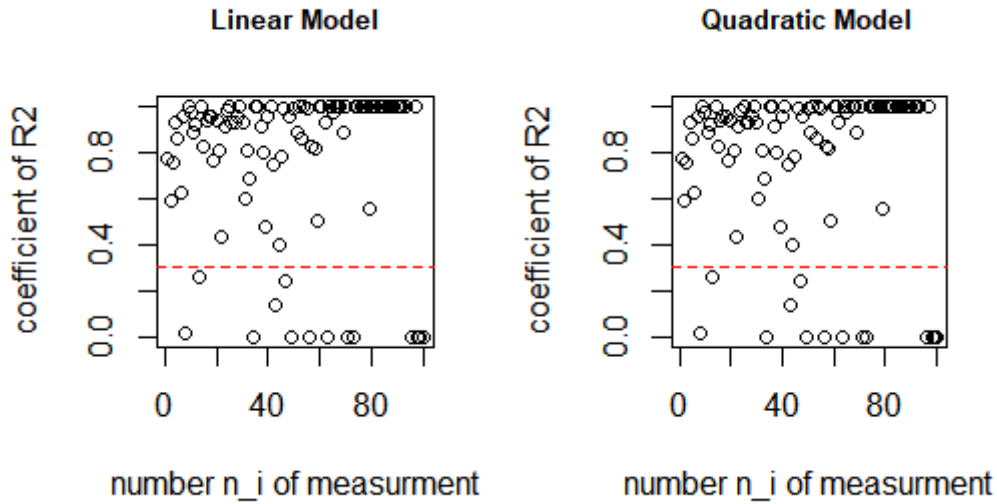 Linear Model
coefficient of R2
0.0 0.4 0.8
0 40 80
number n_i of measurment
Quadratic Model
coefficient of R2
0.0 0.4 0.8
0 40 80
number n_i of measurment